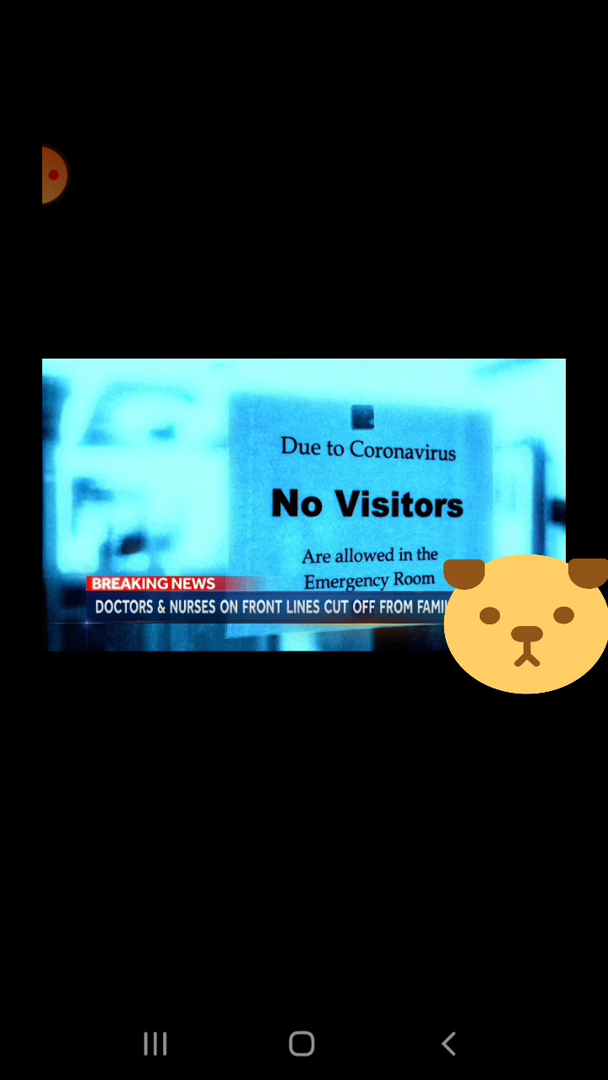 Due to Coronavirus
No Visitors
Are allowed in the
Emergency Room
BREAKING NEWS
DOCTORS & NURSES ON FRONT LINES CUT OFF FROM